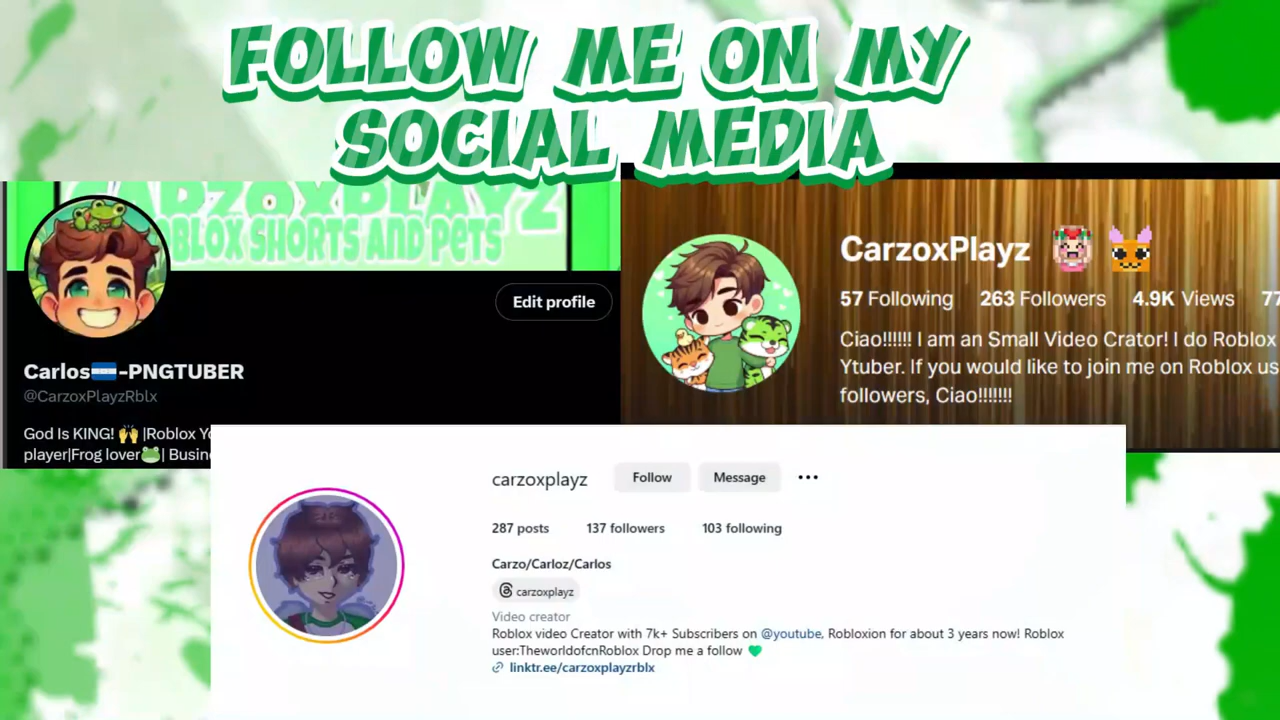 FOLLOW ME ON MY
SOCIAL MEDIA
CARZOXPLAYZ
BLOX SHORTS AND PETS
Edit profile
Carlos🇭🇳-PNGTUBER
@CarzoxPlayzRblx
God Is KING! 🙌 |Roblox
player|Frog lover🐸| Busin
CarzoxPlayz
57 Following 263 Followers 4.9K Views 77
Ciao!!!!!! I am an Small Video Crator! I do Roblox
Ytuber. If you would like to join me on Roblox us
followers, Ciao!!!!!!!
carzoxplayz Follow Message •••
287 posts 137 followers 103 following
Carzo/Carloz/Carlos
carzoxplayz
Video creator
Roblox video Creator with 7k+ Subscribers on @youtube, Robloxion for about 3 years now! Roblox
user:TheworldofcnRoblox Drop me a follow 💚
linktr.ee/carzoxplayzrblx